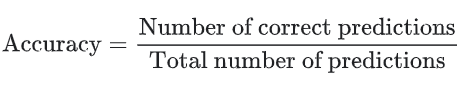 Accuracy = Number of correct predictions
Total number of predictions